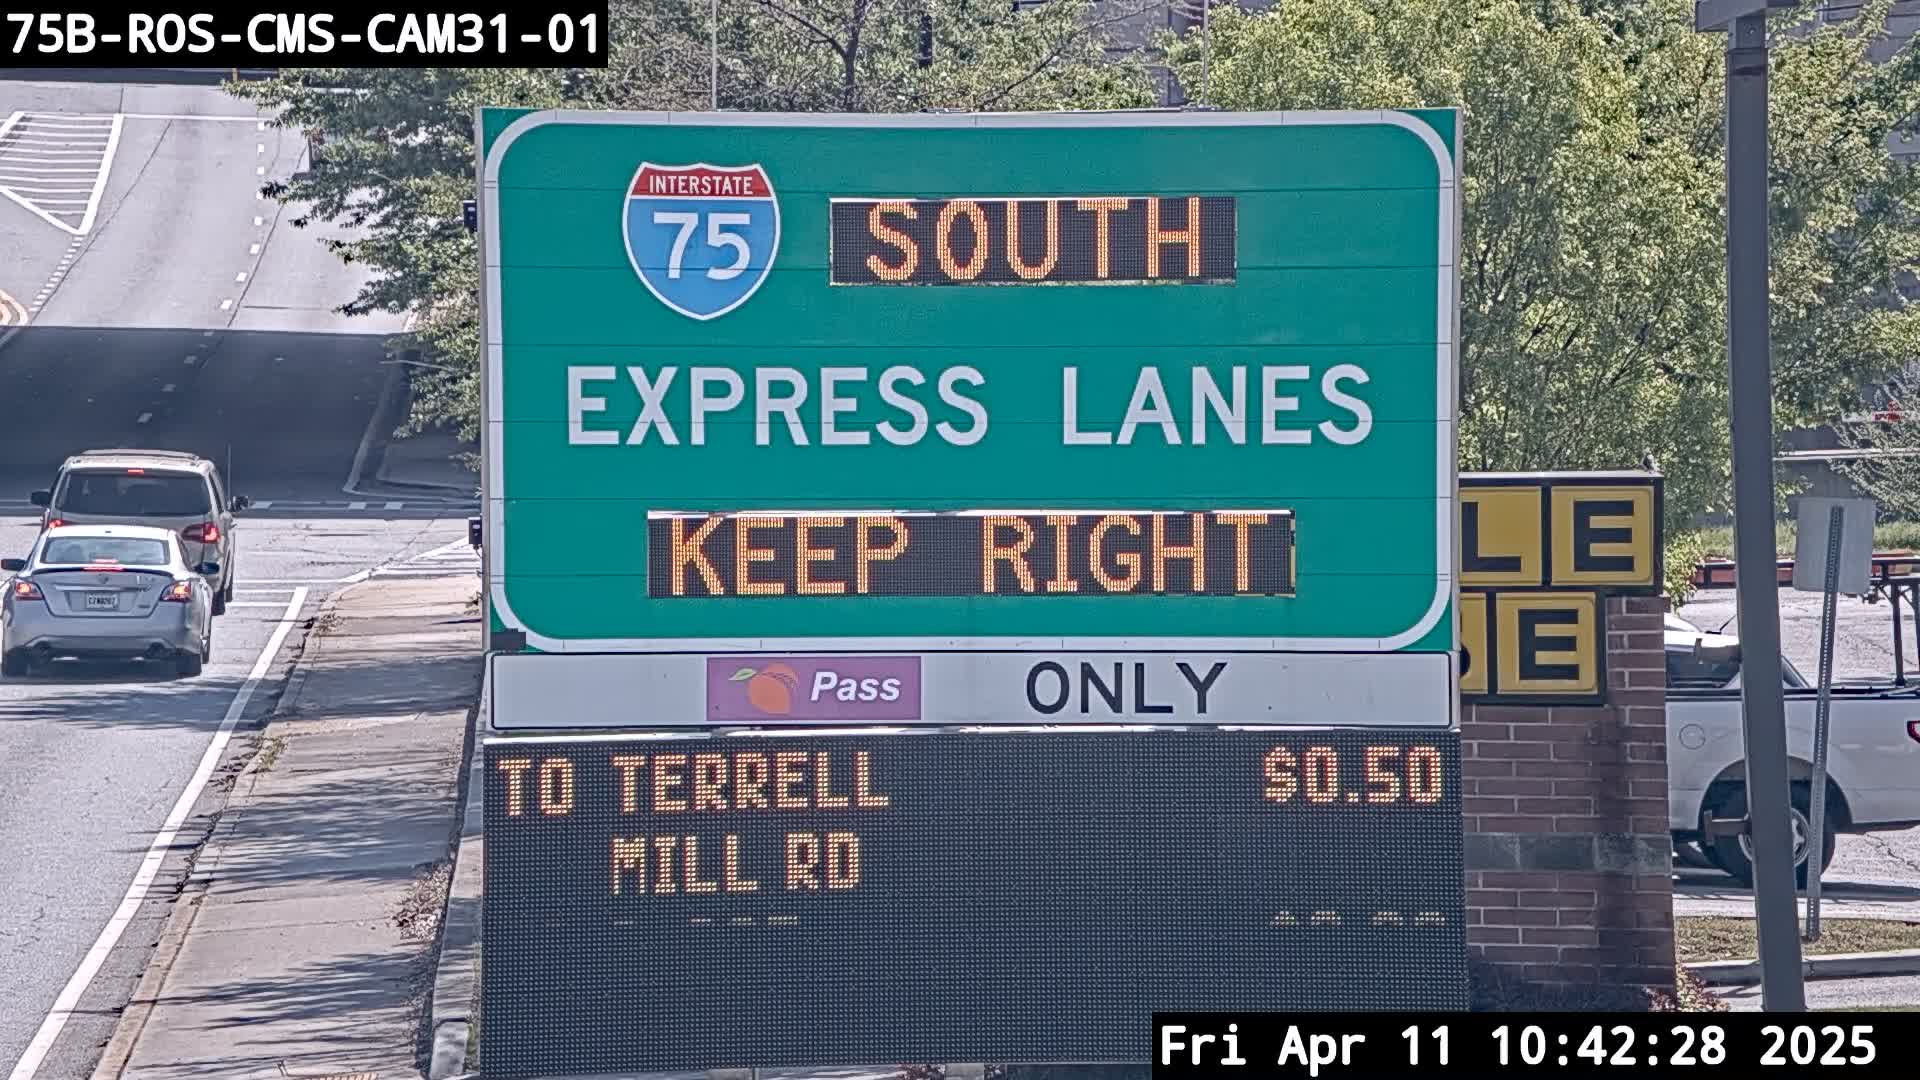 75B-ROS-CMS-CAM31-01
INTERSTATE
75
SOUTH
EXPRESS LANES
KEEP RIGHT
Pass ONLY
TO TERRELL $0.50
MILL RD
LE
E
Fri Apr 11 10:42:28 2025